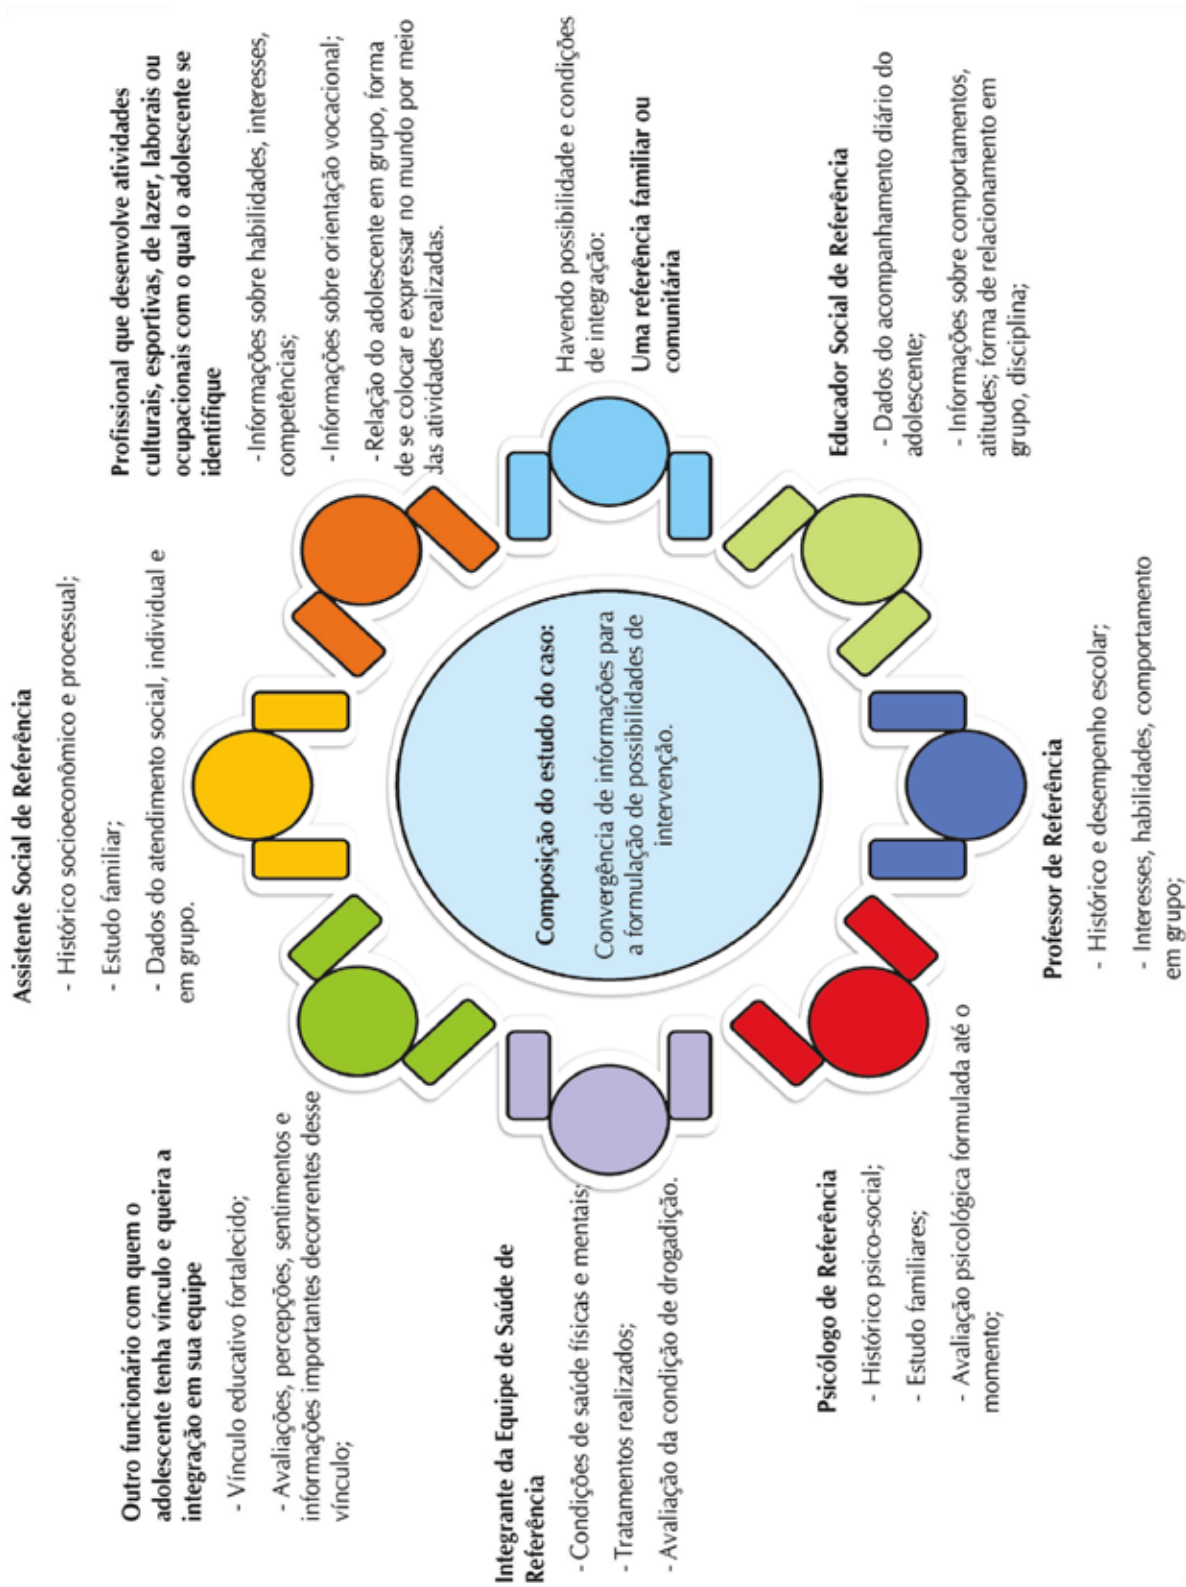 Assistente Social de Referência
- Histórico socioeconômico e processual;
- Estudo familiar;
- Dados do atendimento social, individual e
em grupo.
Profissional que desenvolve atividades
culturais, esportivas, de lazer, laborais ou
ocupacionais com o qual o adolescente se
identifique
- Informações sobre habilidades, interesses,
competências;
- Informações sobre orientação vocacional;
- Relação do adolescente em grupo, forma
de se colocar e expressar no mundo por meio
das atividades realizadas.
Havendo possibilidade e condições
de integração:
Uma referência familiar ou
comunitária
Educador Social de Referência
- Dados do acompanhamento diário do
adolescente;
- Informações sobre comportamentos,
atitudes; forma de relacionamento em
grupo, disciplina;
Professor de Referência
- Histórico e desempenho escolar;
- Interesses, habilidades, comportamento
em grupo;
Psicólogo de Referência
- Histórico psico-social;
- Estudo familiares;
- Avaliação psicológica formulada até o
momento;
Integrante da Equipe de Saúde de
Referência
- Condições de saúde físicas e mentais;
- Tratamentos realizados;
- Avaliação da condição de drogadição.
Outro funcionário com quem o
adolescente tenha vínculo e queira a
integração em sua equipe
- Vínculo educativo fortalecido;
- Avaliações, percepções, sentimentos e
informações importantes decorrentes desse
vínculo;
Composição do estudo do caso:
Convergência de informações para
a formulação de possibilidades de
intervenção.